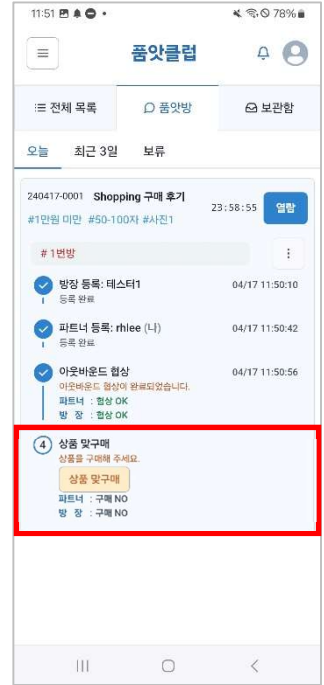 11:51 78%
품앗클럽
전체 목록 품앗방 보관함
오늘 최근 3일 보류
240417-0001 Shopping 구매 후기
#1만원 미만 #50-100자 #사진1
23:58:55 열람
# 1번방
방장 등록: 테스터1 04/17 11:50:10
등록 완료
파트너 등록: rhlee (나) 04/17 11:50:42
등록 완료
아웃바운드 협상 04/17 11:50:56
아웃바운드 협상이 완료되었습니다.
파트너 : 협상 OK
방 장 : 협상 OK
4 상품 맞구매
상품을 구매해 주세요.
상품 맞구매
파트너 : 구매 NO
방 장 : 구매 NO